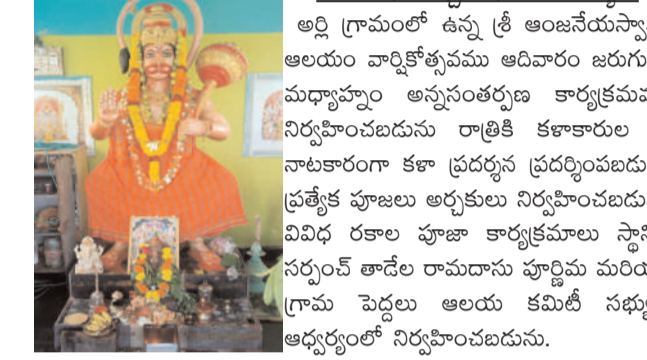 అర్లి గ్రామంలో ఉన్న శ్రీ ఆంజనేయస్వా
ఆలయం వార్షికోత్సవము ఆదివారం జరుగు
మధ్యాహ్నం అన్నసంతర్పణ కార్యక్రమ
నిర్వహించబడును రాత్రికి కళాకారుల
నాటకారంగా కళా ప్రదర్శన ప్రదర్శింపబడు
ప్రత్యేక పూజలు అర్చకులు నిర్వహించబడు
వివిధ రకాల పూజా కార్యక్రమాలు స్థాని
సర్పంచ్ తాడేల రామదాసు పూర్ణిమ మరియ
గ్రామ పెద్దలు ఆలయ కమిటీ సభ్యు
ఆధ్వర్యంలో నిర్వహించబడును.